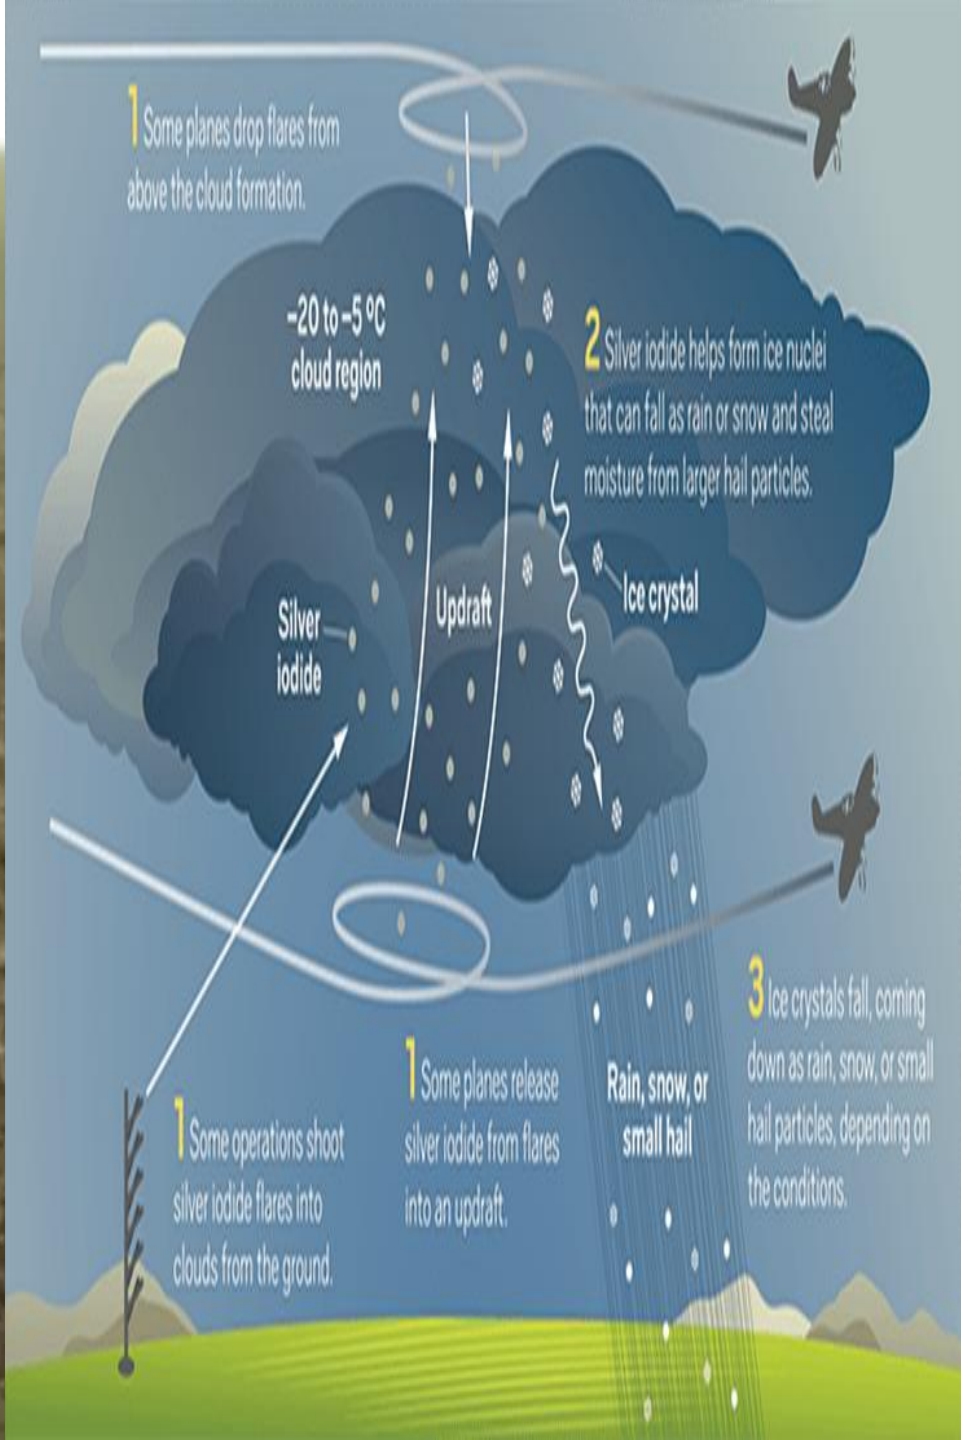 1 Some planes drop flares from
above the cloud formation.
−20 to −5 ºC
cloud region
2 Silver iodide helps form ice nuclei
that can fall as rain or snow and steal
moisture from larger hail particles.
Silver
iodide
Updraft
Ice crystal
1 Some operations shoot
silver iodide flares into
clouds from the ground.
1 Some planes release
silver iodide from flares
into an updraft.
Rain, snow, or
small hail
3 Ice crystals fall, coming
down as rain, snow, or small
hail particles, depending on
the conditions.